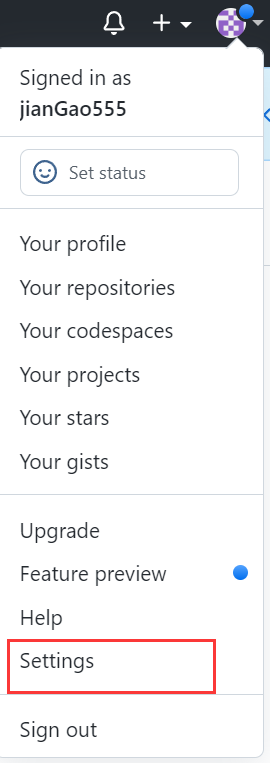 Signed in as
jianGao555
Set status
Your profile
Your repositories
Your codespaces
Your projects
Your stars
Your gists
Upgrade
Feature preview
Help
Settings
Sign out